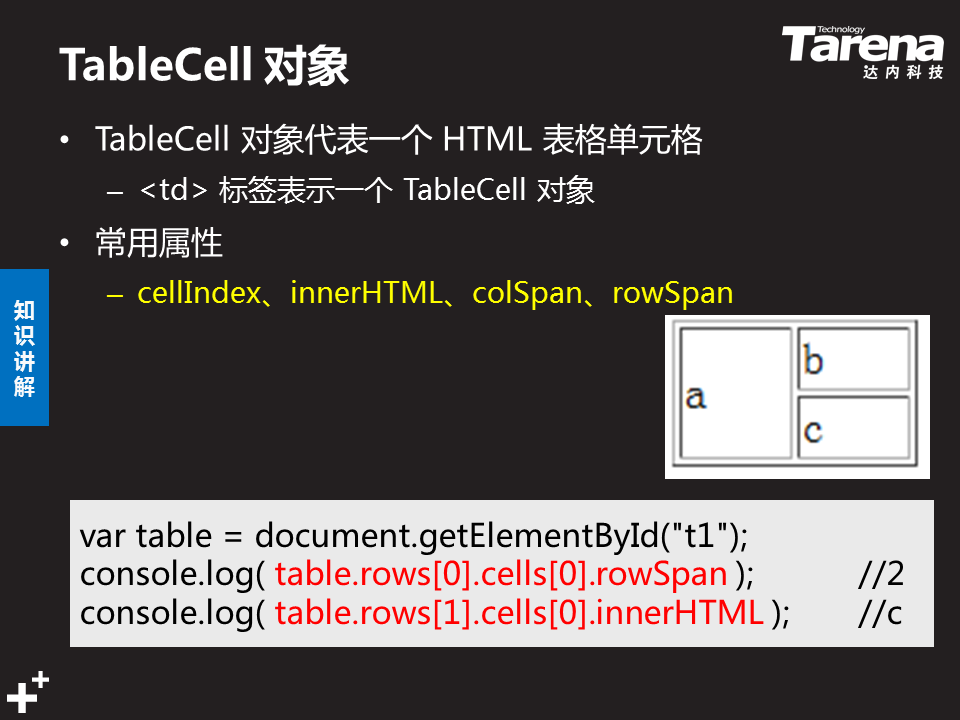 TableCell 对象
Technology
Tarena
达内科技
• TableCell 对象代表一个 HTML 表格单元格
– <td> 标签表示一个 TableCell 对象
• 常用属性
– cellIndex、innerHTML、colSpan、rowSpan
知识讲解
a
b
c
var table = document.getElementById("t1");
console.log( table.rows[0].cells[0].rowSpan ); //2
console.log( table.rows[1].cells[0].innerHTML ); //c